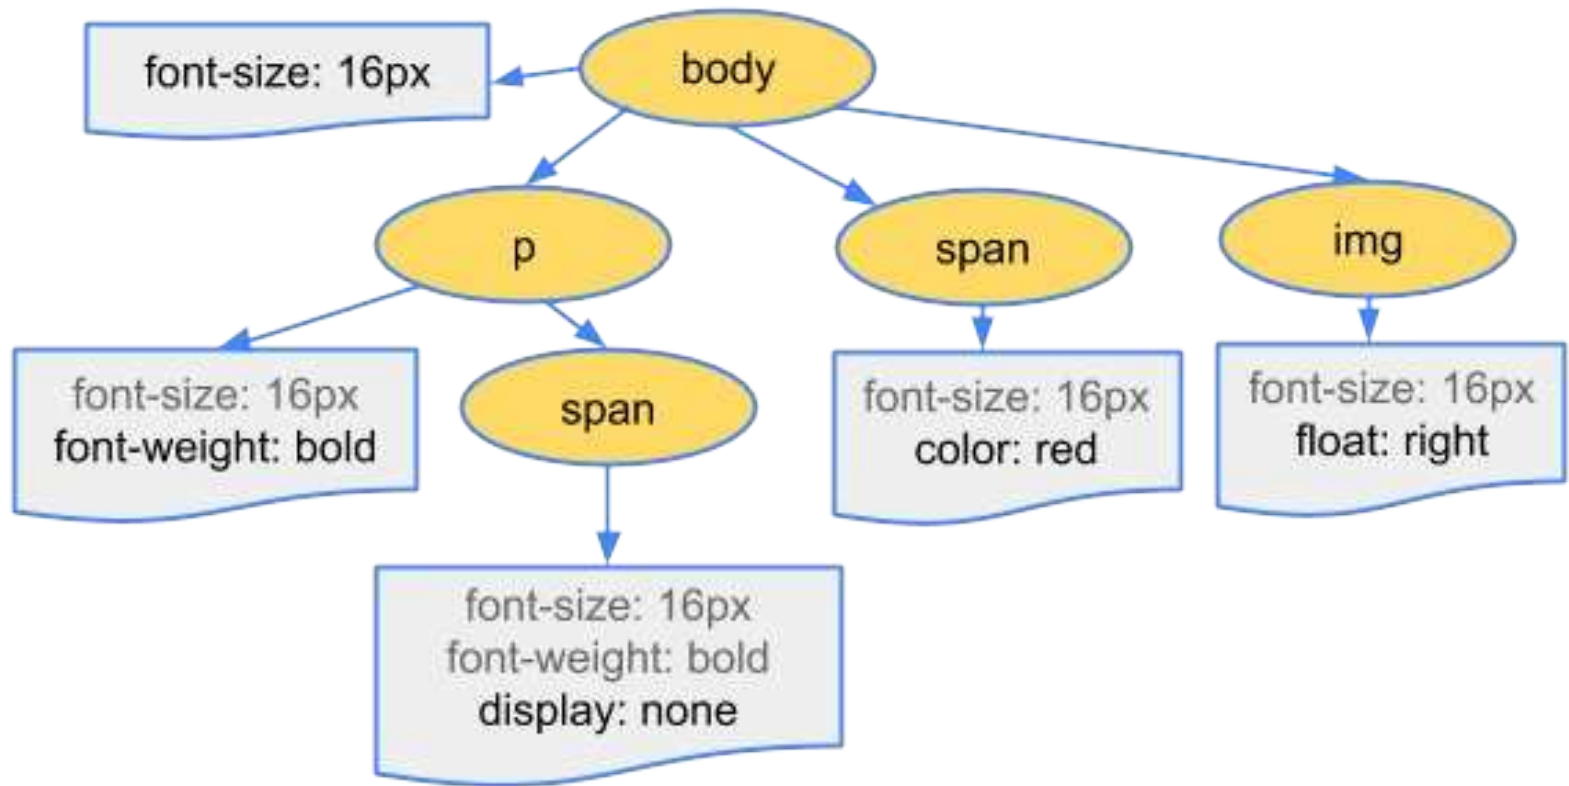 font-size: 16px
body
p
span
img
font-size: 16px
font-weight: bold
span
font-size: 16px
color: red
font-size: 16px
float: right
font-size: 16px
font-weight: bold
display: none